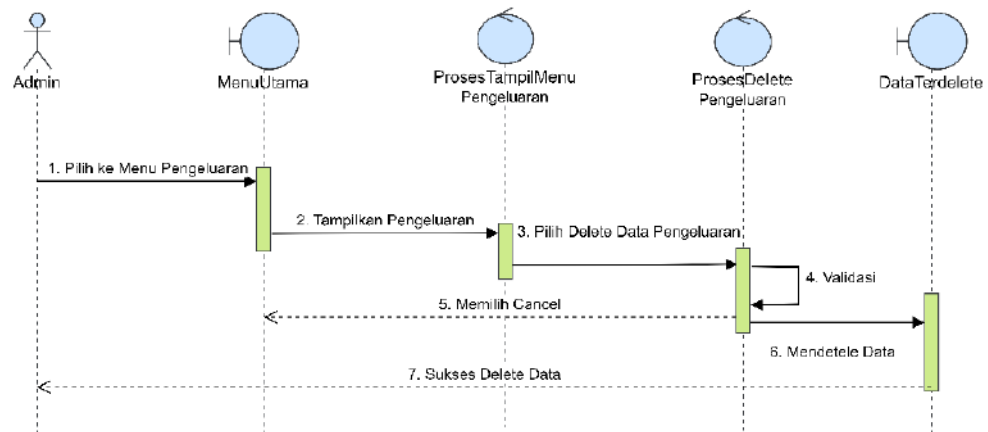 Admin
MenuUtama
ProsesTampilMenu
Pengeluaran
ProsesDelete
Pengeluaran
DataTerdelete
1. Pilih ke Menu Pengeluaran
2. Tampilkan Pengeluaran
3. Pilih Delete Data Pengeluaran
4. Validasi
5. Memilih Cancel
6. Mendetele Data
7. Sukses Delete Data